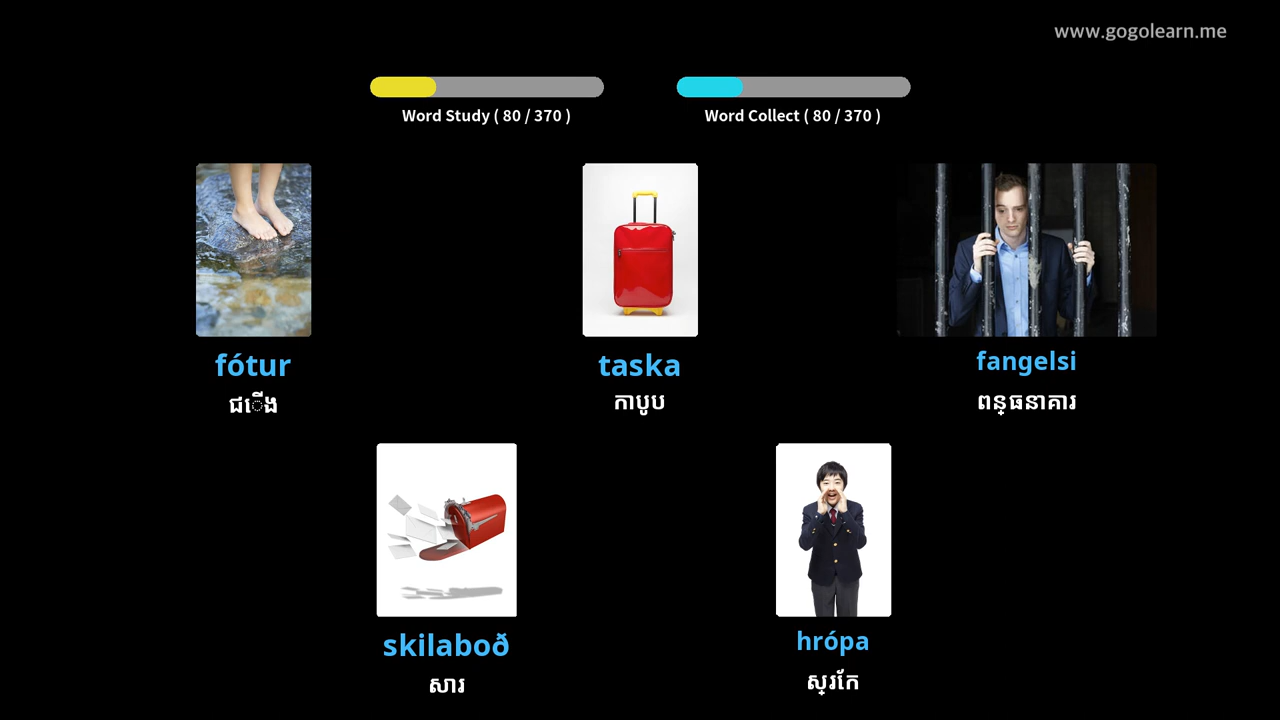 www.gogolearn.me
Word Study ( 80 / 370 )
Word Collect ( 80 / 370 )
fótur
ជើង
taska
កាបូប
fangelsi
ពន្ធនាគារ
skilaboð
សារ
hrópa
ស្រែក